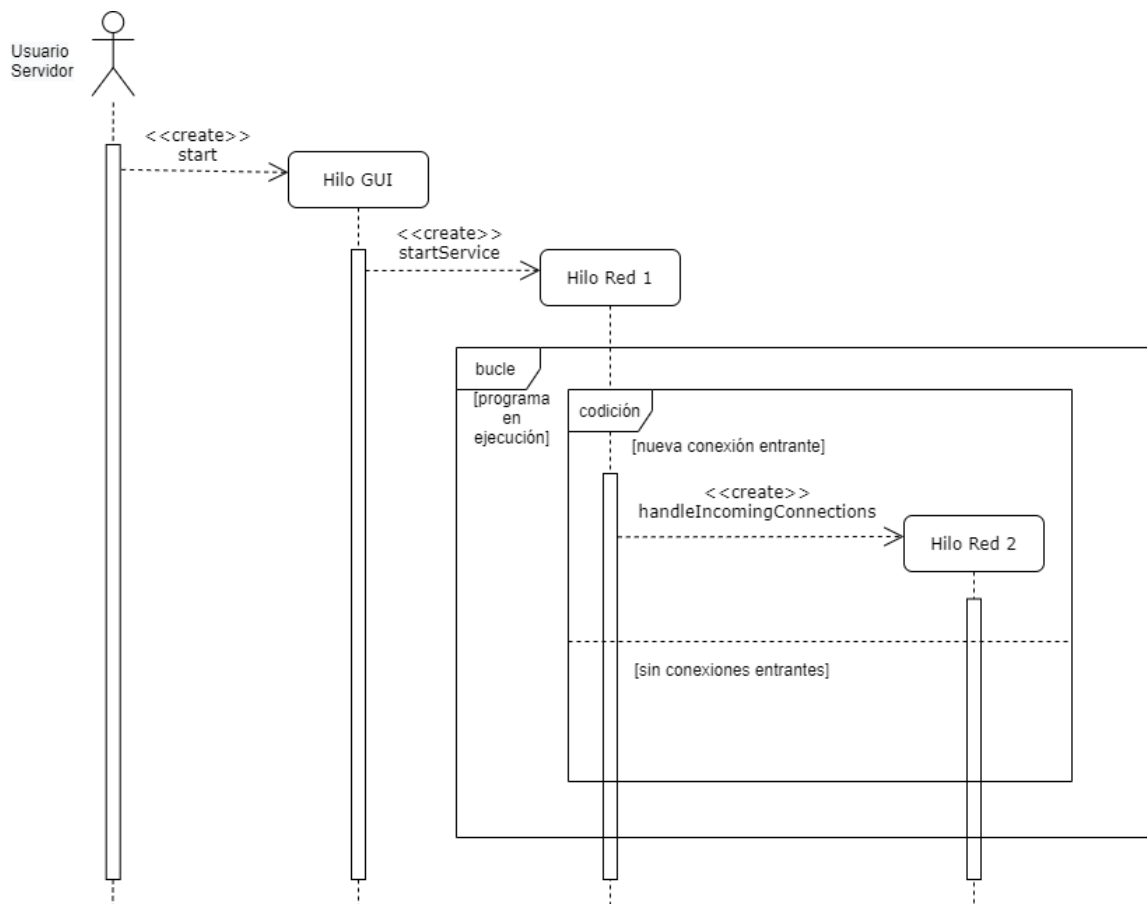 Usuario
Servidor
<<create>>
start
Hilo GUI
<<create>>
startService
Hilo Red 1
bucle
[programa
en
ejecución]
codición
[nueva conexión entrante]
<<create>>
handleIncomingConnections
Hilo Red 2
[sin conexiones entrantes]